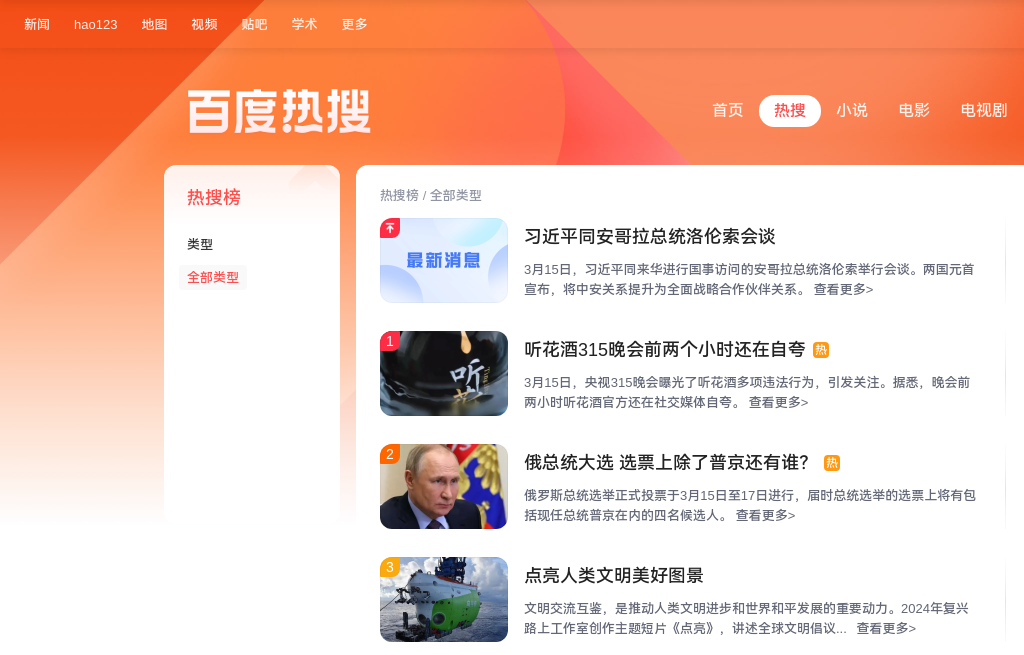 新闻 hao123 地图 视频 贴吧 学术 更多
百度热搜
首页 热搜 小说 电影 电视剧
热搜榜
类型
全部类型
热搜榜 / 全部类型
最新消息
习近平同安哥拉总统洛伦索会谈
3月15日，习近平同来华进行国事访问的安哥拉总统洛伦索举行会谈。两国元首
宣布，将中安关系提升为全面战略合作伙伴关系。 查看更多>
1
听
听花酒315晚会前两个小时还在自夸 热
3月15日，央视315晚会曝光了听花酒多项违法行为，引发关注。据悉，晚会前
两小时听花酒官方还在社交媒体自夸。 查看更多>
2
俄总统大选 选票上除了普京还有谁？ 热
俄罗斯总统选举正式投票于3月15日至17日进行，届时总统选举的选票上将有包
括现任总统普京在内的四名候选人。 查看更多>
3
点亮人类文明美好图景
文明交流互鉴，是推动人类文明进步和世界和平发展的重要动力。2024年复兴
路上工作室创作主题短片《点亮》，讲述全球文明倡议... 查看更多>